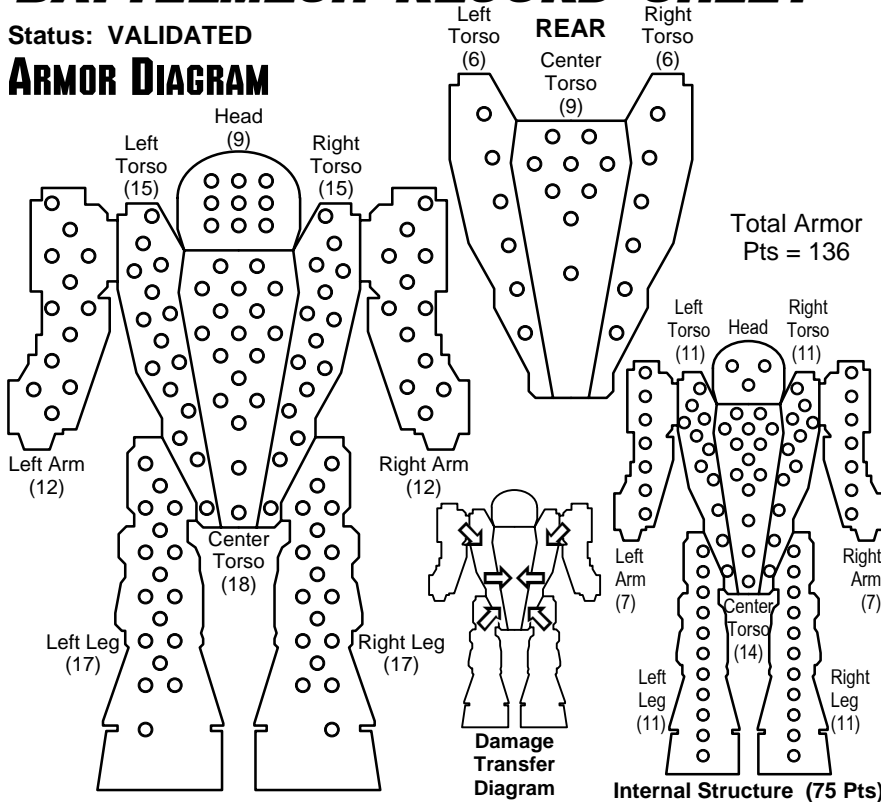 BATTLEMECH RECORD SHEET
Status: VALIDATED
ARMOR DIAGRAM
REAR
Left
Torso
(6)
Center
Torso
(9)
Right
Torso
(6)
Head
(9)
Left
Torso
(15)
Right
Torso
(15)
Left Arm
(12)
Right Arm
(12)
Center
Torso
(18)
Left Leg
(17)
Right Leg
(17)
Total Armor
Pts = 136
Left
Torso
(11)
Head
Right
Torso
(11)
Left
Arm
(7)
Right
Arm
(7)
Center
Torso
(14)
Left
Leg
(11)
Right
Leg
(11)
Damage
Transfer
Diagram
Internal Structure (75 Pts)